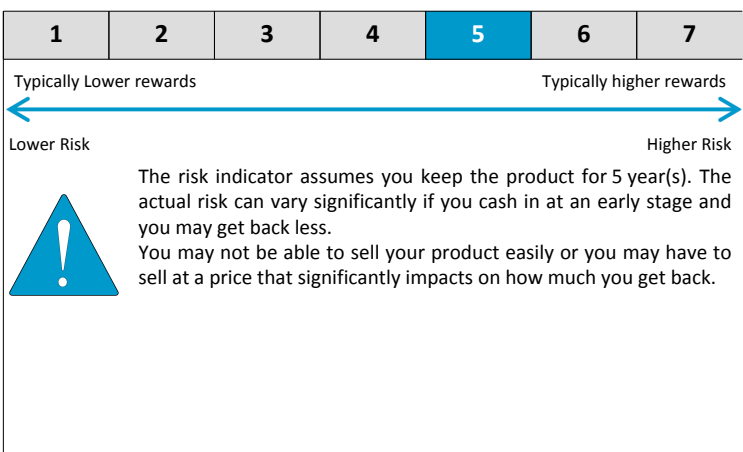 1 2 3 4 5 6 7
Typically Lower rewards Typically higher rewards
Lower Risk Higher Risk
The risk indicator assumes you keep the product for 5 year(s). The
actual risk can vary significantly if you cash in at an early stage and
you may get back less.
You may not be able to sell your product easily or you may have to
sell at a price that significantly impacts on how much you get back.